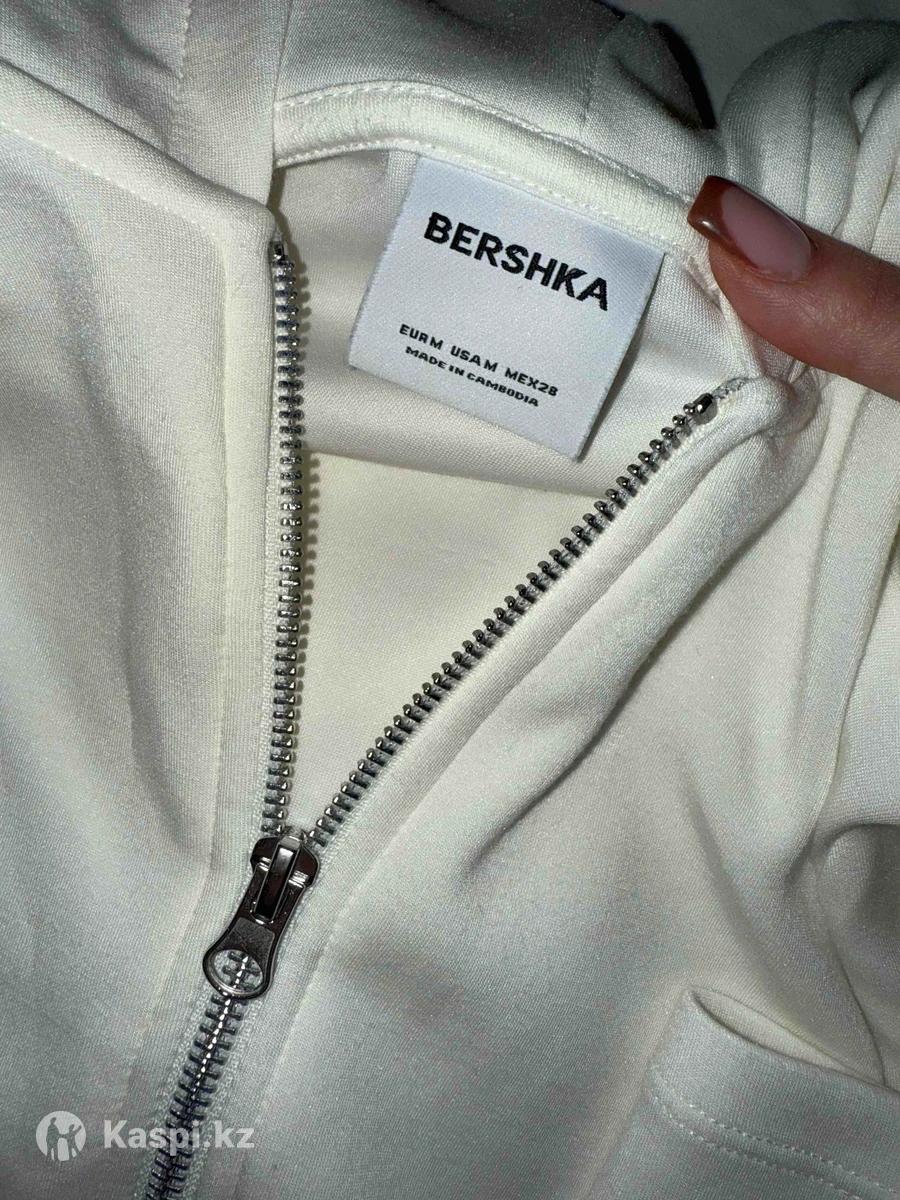 BERSHKA
EUR M USA M MEX 28
MADE IN CAMBODIA
Kaspi.kz